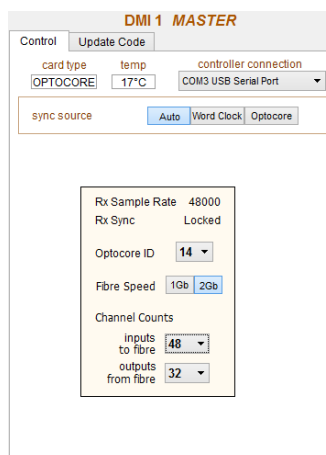 DMI 1 MASTER
Control Update Code
card type temp controller connection
OPTOCORE 17°C COM3 USB Serial Port
sync source Auto Word Clock Optocore
Rx Sample Rate 48000
Rx Sync Locked
Optocore ID 14
Fibre Speed 1Gb 2Gb
Channel Counts
inputs
to fibre 48
outputs
from fibre 32